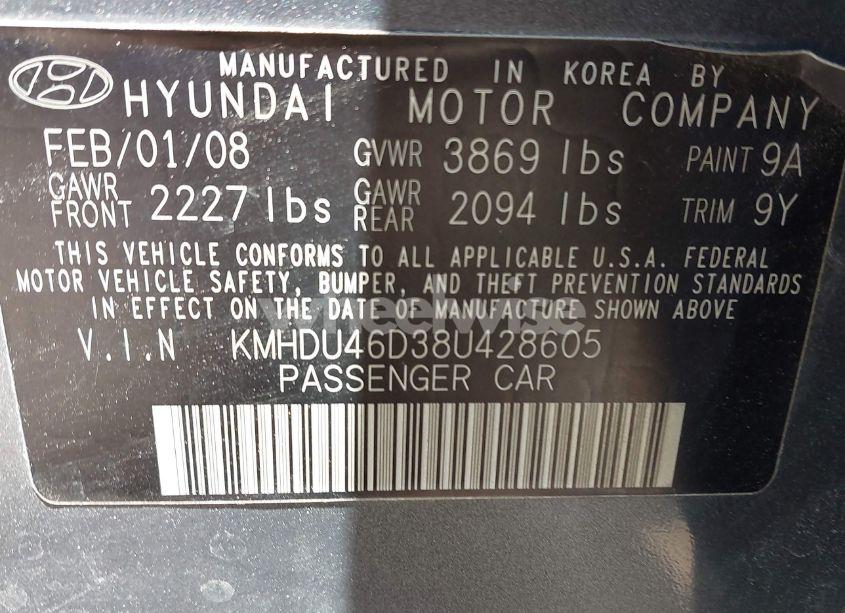 MANUFACTURED IN KOREA BY
HYUNDAI MOTOR COMPANY
FEB/01/08 GVWR 3869 lbs PAINT 9A
GAWR FRONT 2227 lbs GAWR REAR 2094 lbs TRIM 9Y
THIS VEHICLE CONFORMS TO ALL APPLICABLE U.S.A. FEDERAL
MOTOR VEHICLE SAFETY, BUMPER, AND THEFT PREVENTION STANDARDS
IN EFFECT ON THE DATE OF MANUFACTURE SHOWN ABOVE
wheelwise
V.I.N KMHDU46D38U428605
PASSENGER CAR